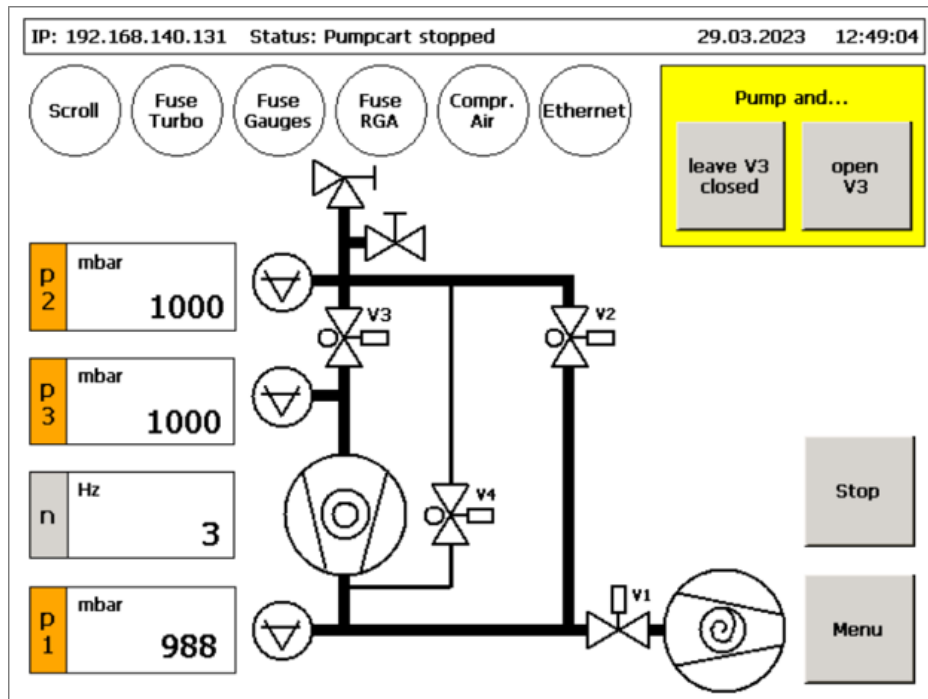 IP: 192.168.140.131 Status: Pumpcart stopped 29.03.2023 12:49:04
Scroll
Fuse
Turbo
Fuse
Gauges
Fuse
RGA
Compr.
Air
Ethernet
Pump and...
leave V3
closed
open
V3
p
2
mbar
1000
V3
V2
p
3
mbar
1000
n
Hz
3
V4
Stop
p
1
mbar
988
V1
Menu